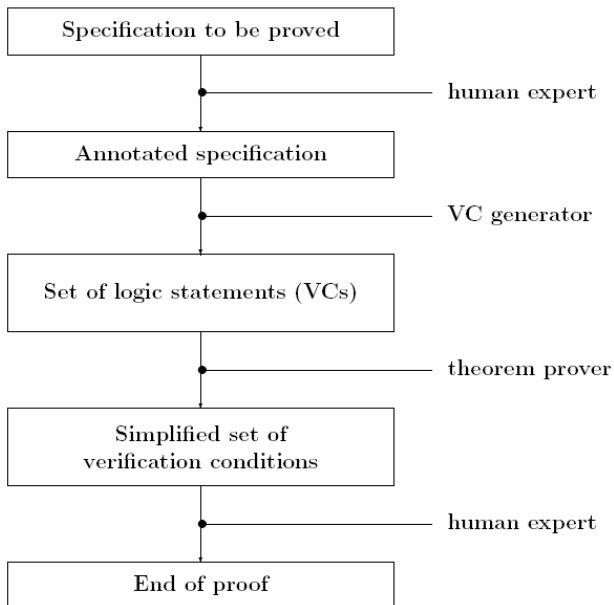 Specification to be proved
human expert
Annotated specification
VC generator
Set of logic statements (VCs)
theorem prover
Simplified set of
verification conditions
human expert
End of proof